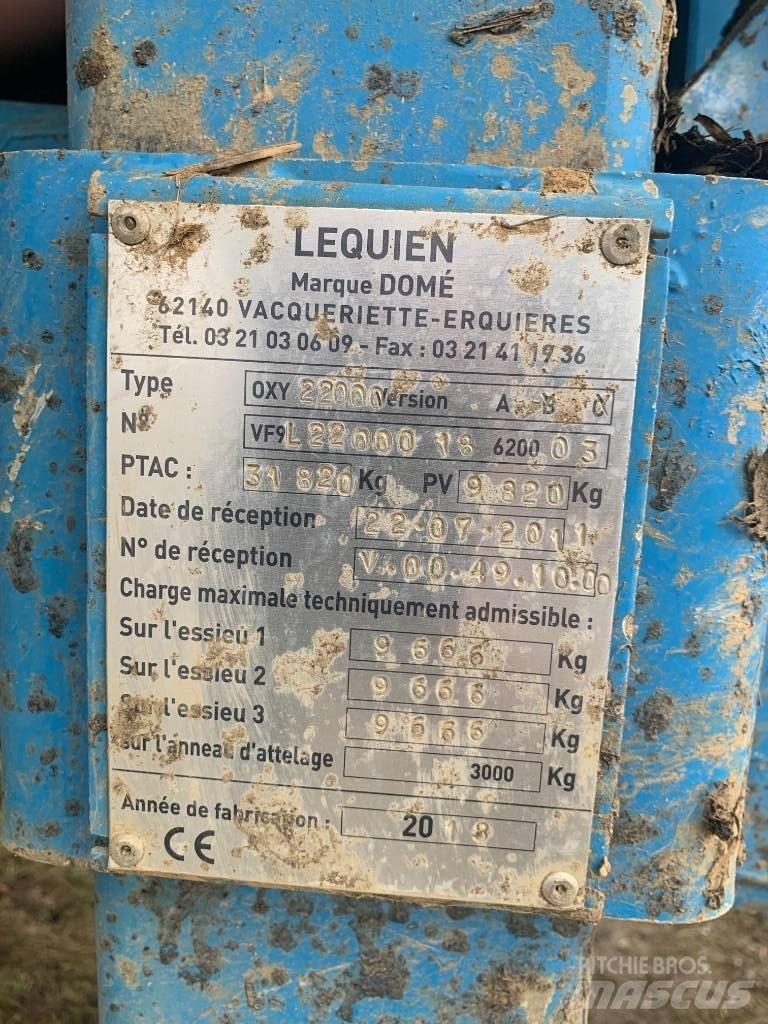 LEQUIEN
Marque DOMÉ
62140 VACQUERIETTE-ERQUIERES
Tél. 03 21 03 06 09 - Fax : 03 21 41 19 36
Type OXY 22000 Version A B C
N° VF9L22000 18 6200 03
PTAC : 31 820 Kg PV 9 820 Kg
Date de réception 22-07-2011
N° de réception V.00.49.10.00
Charge maximale techniquement admissible :
Sur l'essieu 1 9 666 Kg
Sur l'essieu 2 9 666 Kg
Sur l'essieu 3 9 666 Kg
sur l'anneau d'attelage 3000 Kg
Année de fabrication : 2018
CE
RITCHIE BROS.
MASCUS